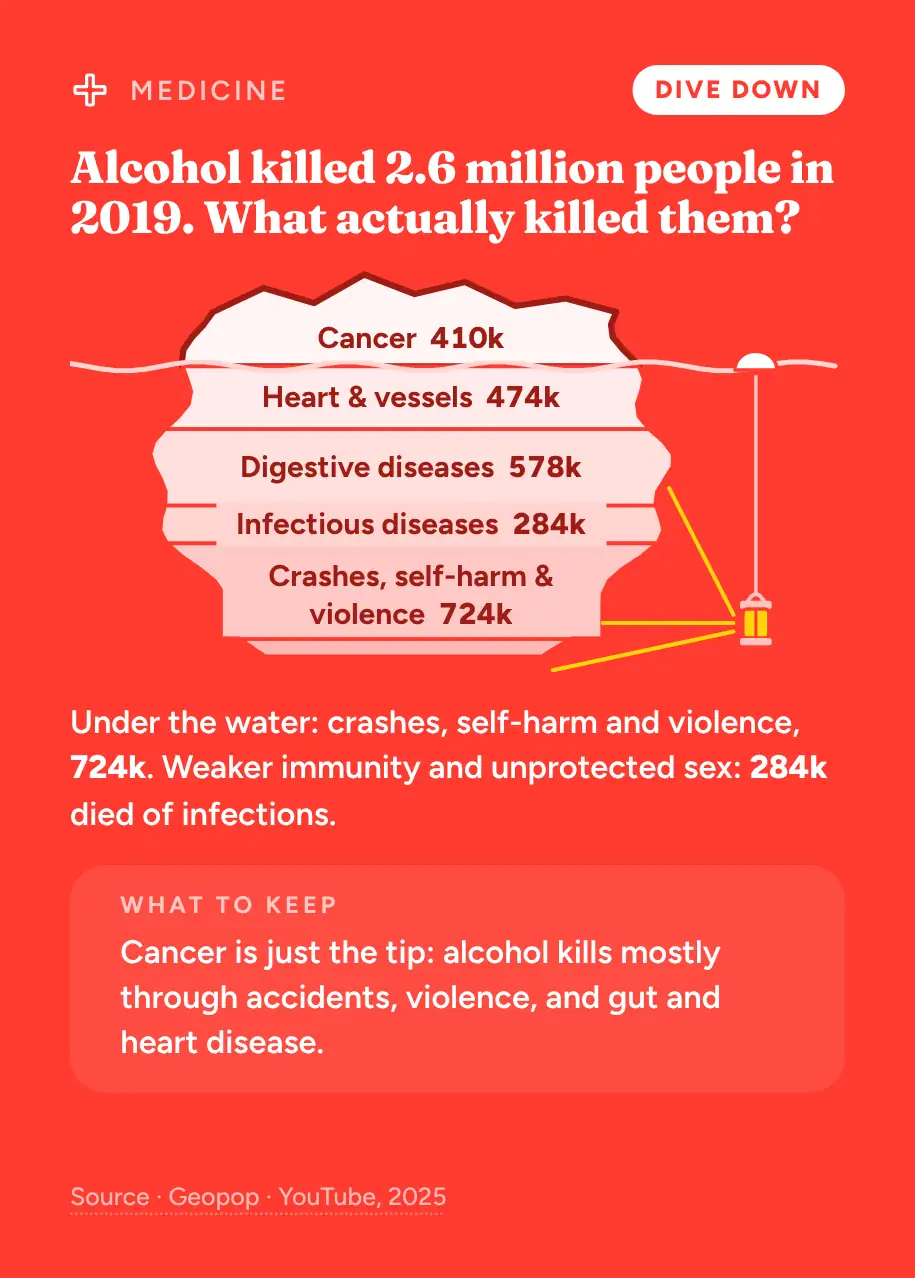 MEDICINE
DIVE DOWN
Alcohol killed 2.6 million people in
2019. What actually killed them?
Cancer 410k
Heart & vessels 474k
Digestive diseases 578k
Infectious diseases 284k
Crashes, self-harm &
violence 724k
Under the water: crashes, self-harm and violence,
724k. Weaker immunity and unprotected sex: 284k
died of infections.
WHAT TO KEEP
Cancer is just the tip: alcohol kills mostly
through accidents, violence, and gut and
heart disease.
Source · Geopop · YouTube, 2025